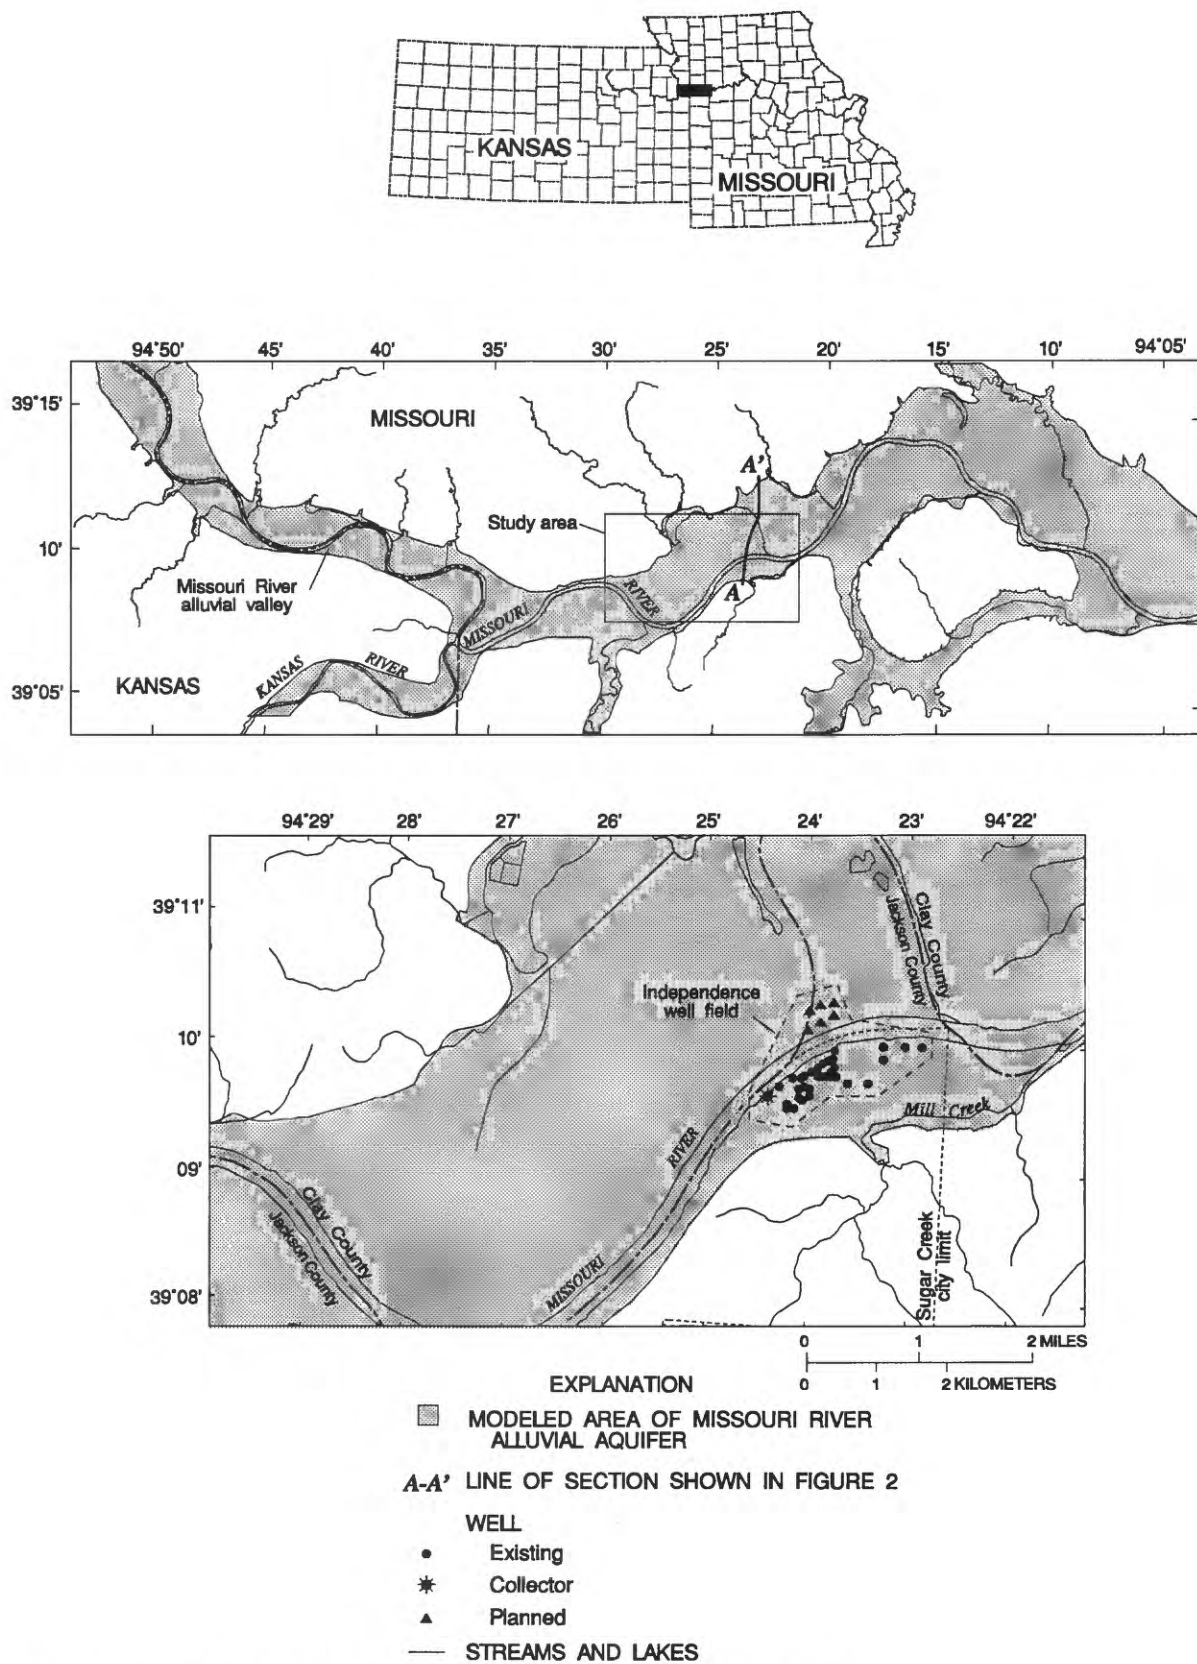 KANSAS
MISSOURI
94°50' 45' 40' 35' 30' 25' 20' 15' 10' 94°05'
39°15'
MISSOURI
A'
Study area
10'
Missouri River
alluvial valley
RIVER
A
MISSOURI
KANSAS RIVER
KANSAS
39°05'
94°29' 28' 27' 26' 25' 24' 23' 94°22'
39°11'
Clay County
Jackson County
Independence
well field
10'
Mill Creek
RIVER
09'
Clay County
Jackson County
MISSOURI
Sugar Creek
city limit
39°08'
0 1 2 MILES
0 1 2 KILOMETERS
EXPLANATION
MODELED AREA OF MISSOURI RIVER
ALLUVIAL AQUIFER
A-A' LINE OF SECTION SHOWN IN FIGURE 2
WELL
Existing
Collector
Planned
STREAMS AND LAKES